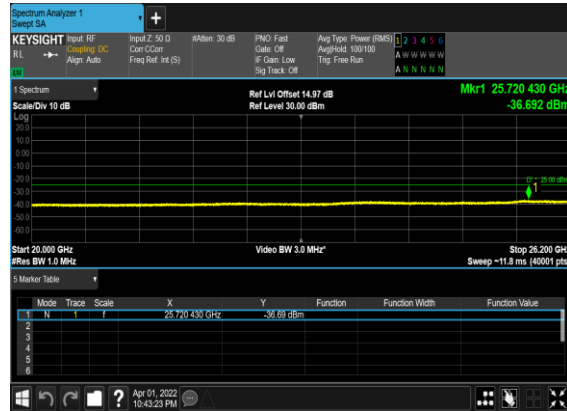 Spectrum Analyzer 1
Swept SA
+
KEYSIGHT Input: RF Input Z: 50 Ω #Atten: 30 dB PNO: Fast Avg Type: Power (RMS) 1 2 3 4 5 6
RL Coupling: DC Corr CCorr Gate: Off Avg|Hold: 100/100 A W W W W W
Align: Auto Freq Ref: Int (S) IF Gain: Low Trig: Free Run
LW Sig Track: Off A N N N N N
1 Spectrum Ref Lvl Offset 14.97 dB Mkr1 25.720 430 GHz
Scale/Div 10 dB Ref Level 30.00 dBm -36.692 dBm
Log
20.0
10.0
0.00
-10.0
-20.0
25.00 dBm
1
-30.0
-40.0
-50.0
-60.0
Start 20.000 GHz Video BW 3.0 MHz* Stop 26.200 GHz
#Res BW 1.0 MHz Sweep ~11.8 ms (40001 pts
5 Marker Table
Mode Trace Scale X Y Function Function Width Function Value
1 N 1 f 25.720 430 GHz -36.69 dBm
2
3
4
5
6
? Apr 01, 2022
10:43:23 PM